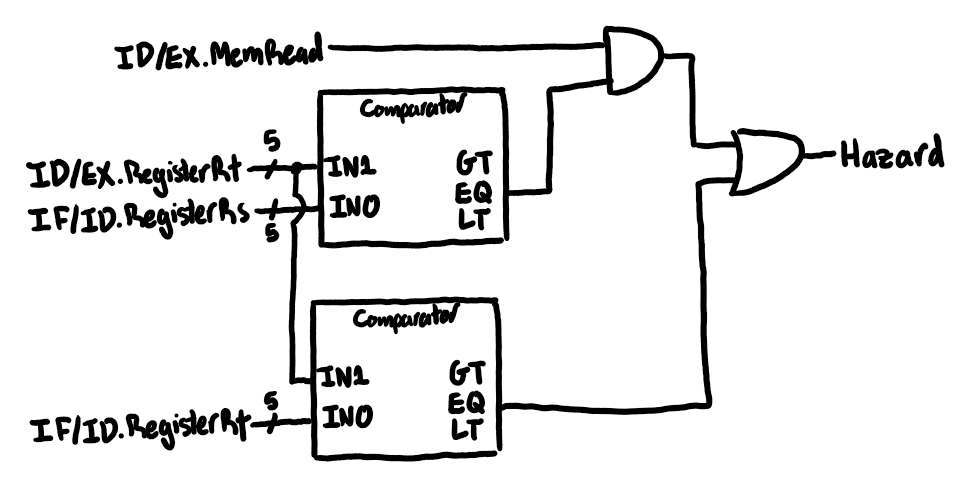 ID/EX.MemRead
Comparator
5
ID/EX.RegisterRt
IN1
GT
Hazard
IF/ID.RegisterRs
IN0
EQ
5
LT
Comparator
IN1
GT
5
IF/ID.RegisterRt
IN0
EQ
LT